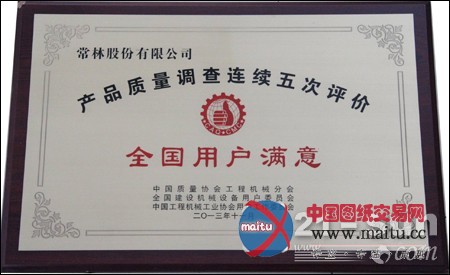 常林股份有限公司
产品质量调查连续五次评价
CAQ·CMC
全国用户满意
中国质量协会工程机械分会
全国建设机械设备用户委员会
中国工程机械工业协会用
二〇一三年十一
maitu
中国图纸交易网
www.maitu.cc
.com